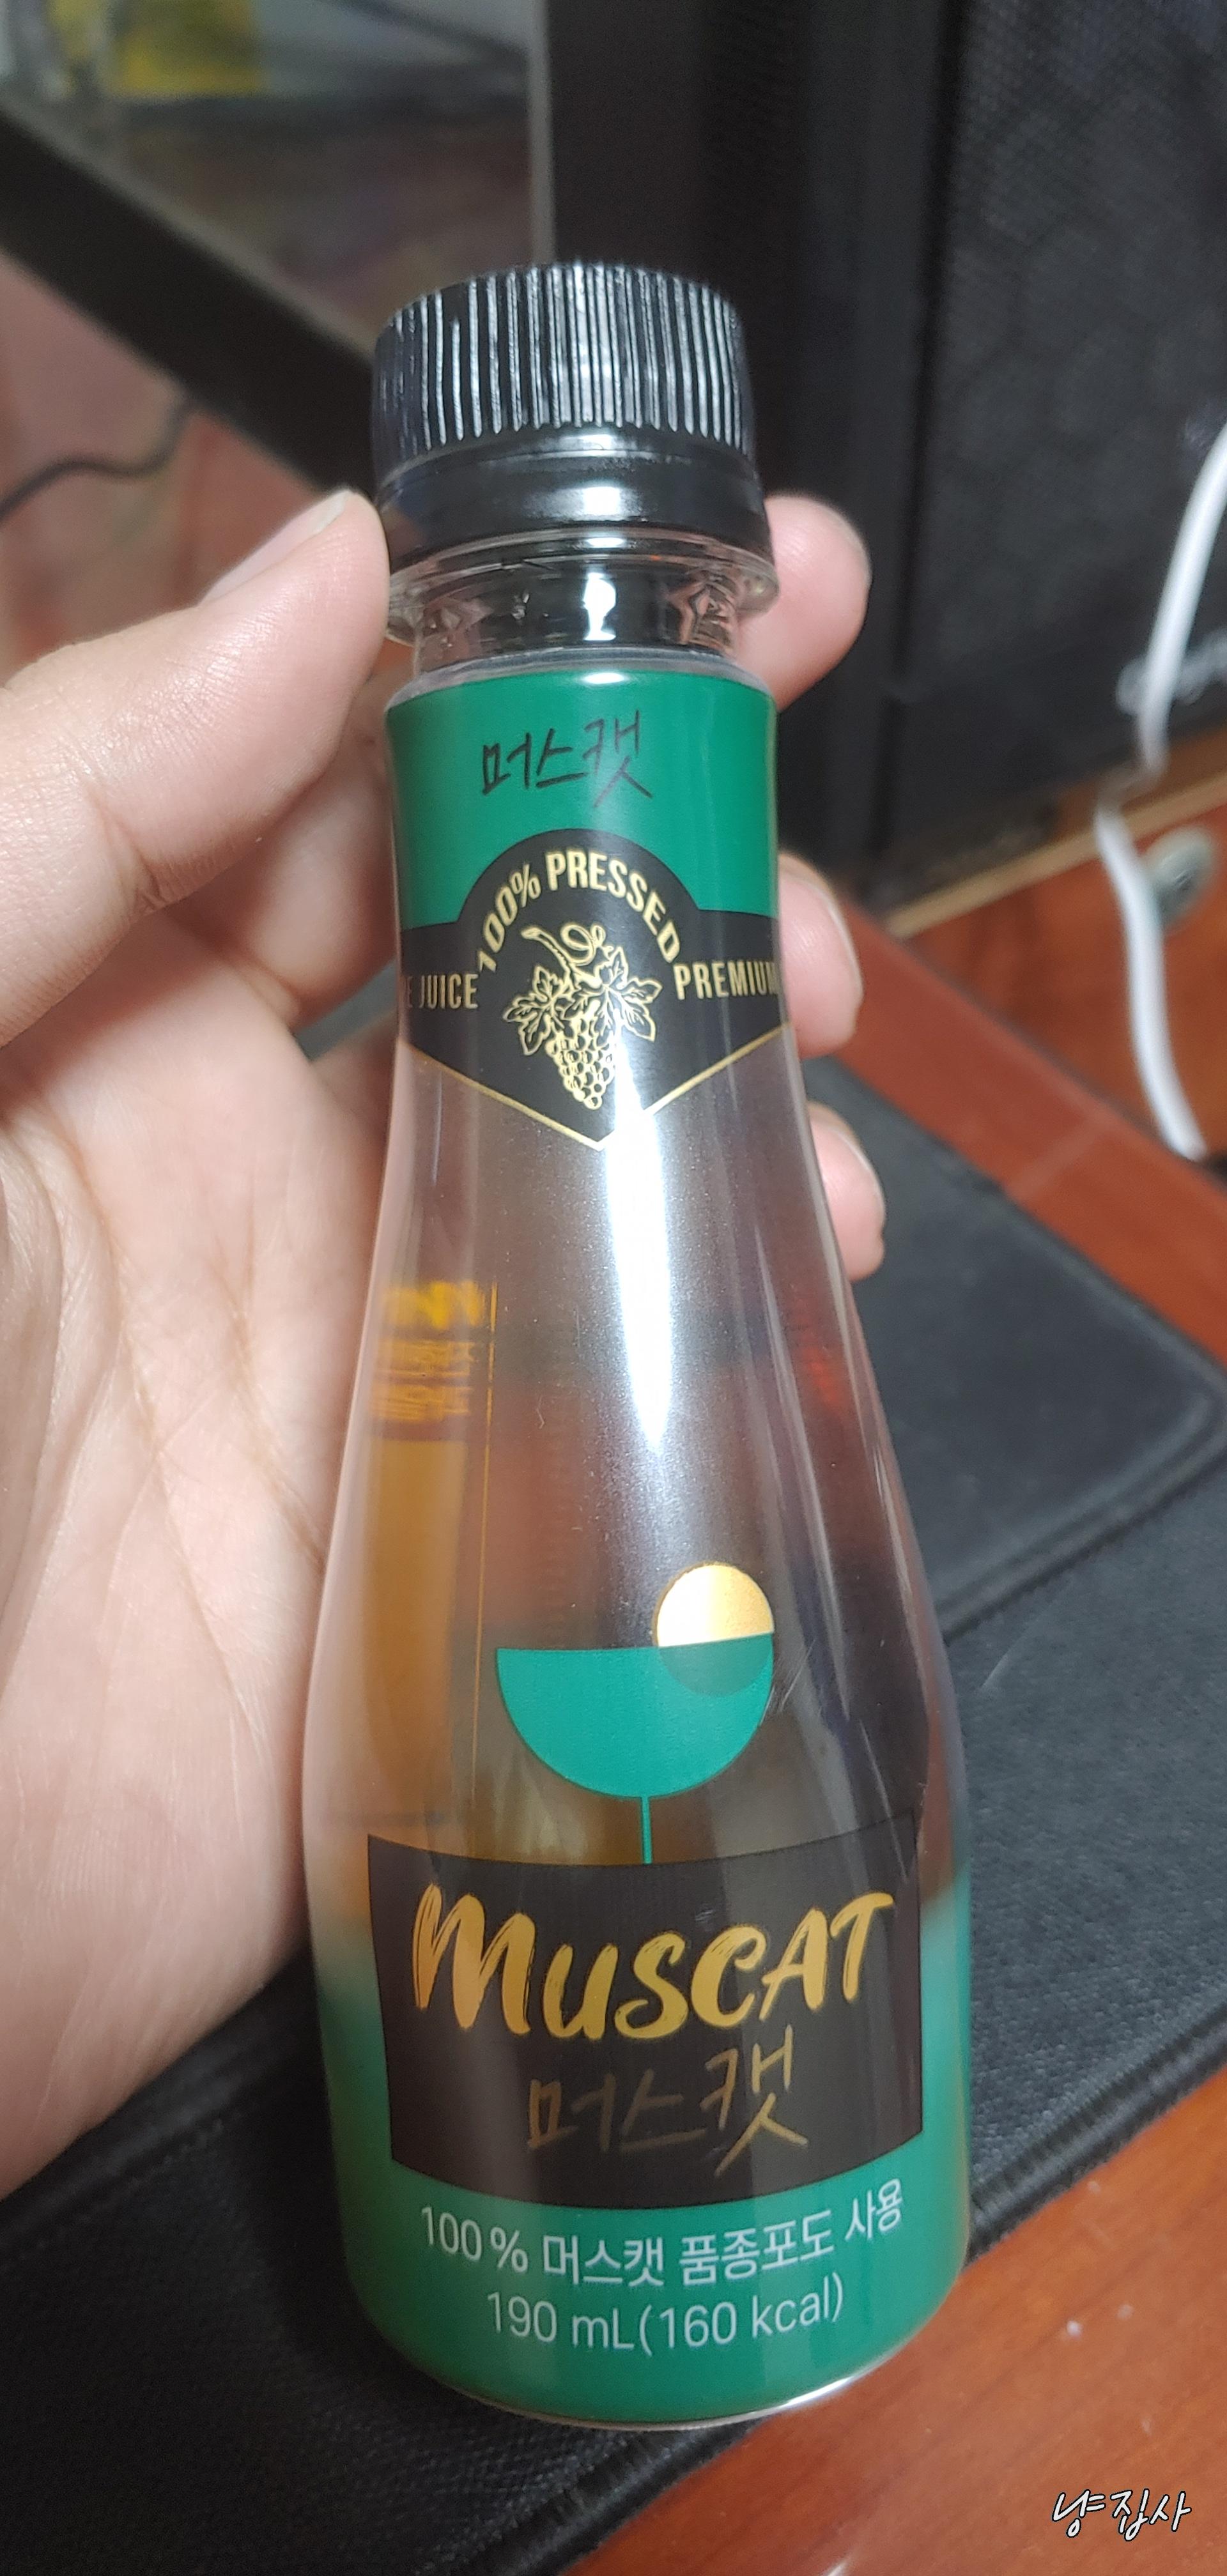 머스캣
100% PRESSED
JUICE PREMIUM
MUSCAT
머스캣
100% 머스캣 품종포도 사용
190 mL(160 kcal)
냥집사